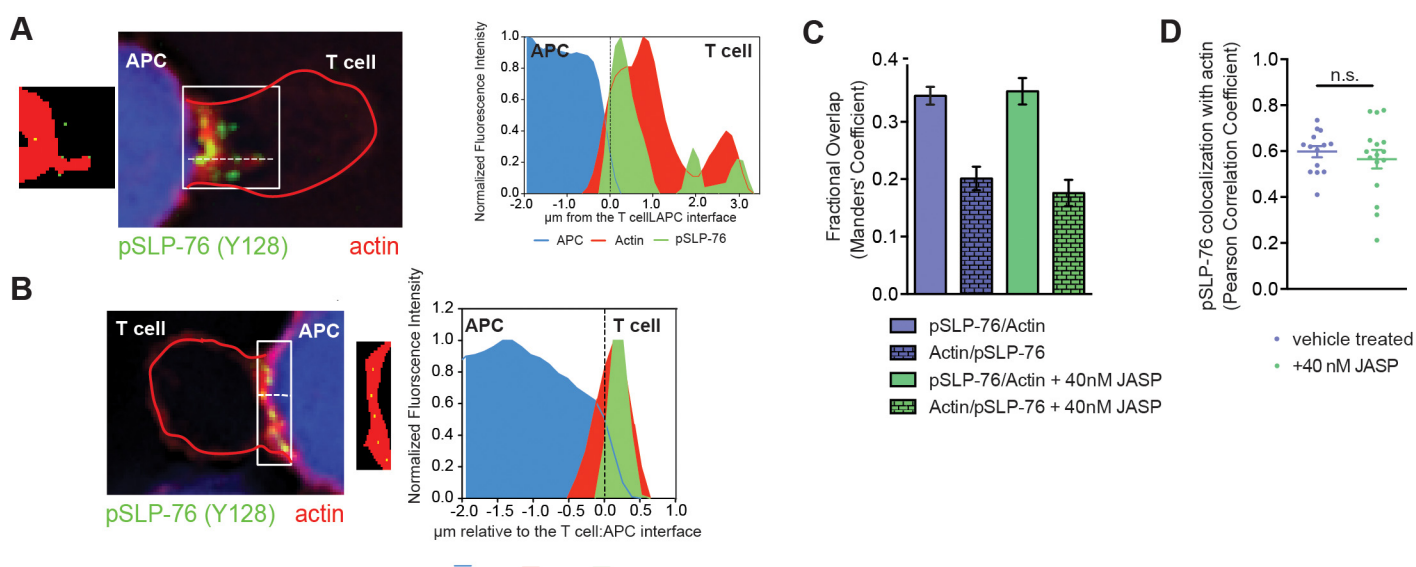 A
APC
T cell
pSLP-76 (Y128) actin
Normalized Fluorescence Intenisty
1.0
0.8
0.6
0.4
0.2
0.0
APC T cell
-2.0 -1.0 0.0 1.0 2.0 3.0
µm from the T cellLAPC interface
APC Actin pSLP-76
B
T cell
APC
pSLP-76 (Y128) actin
Normalized Fluorescence Intensity
1.2
1.0
0.8
0.6
0.4
0.2
0.0
APC T cell
-2.0 -1.5 -1.0 -0.5 0.0 0.5 1.0
µm relative to the T cell:APC interface
C
Fractional Overlap
(Manders' Coefficient)
0.4
0.3
0.2
0.1
0.0
pSLP-76/Actin
Actin/pSLP-76
pSLP-76/Actin + 40nM JASP
Actin/pSLP-76 + 40nM JASP
D
pSLP-76 colocalization with actin
(Pearson Correlation Coefficient)
1.0
0.8
0.6
0.4
0.2
0.0
n.s.
vehicle treated
+40 nM JASP